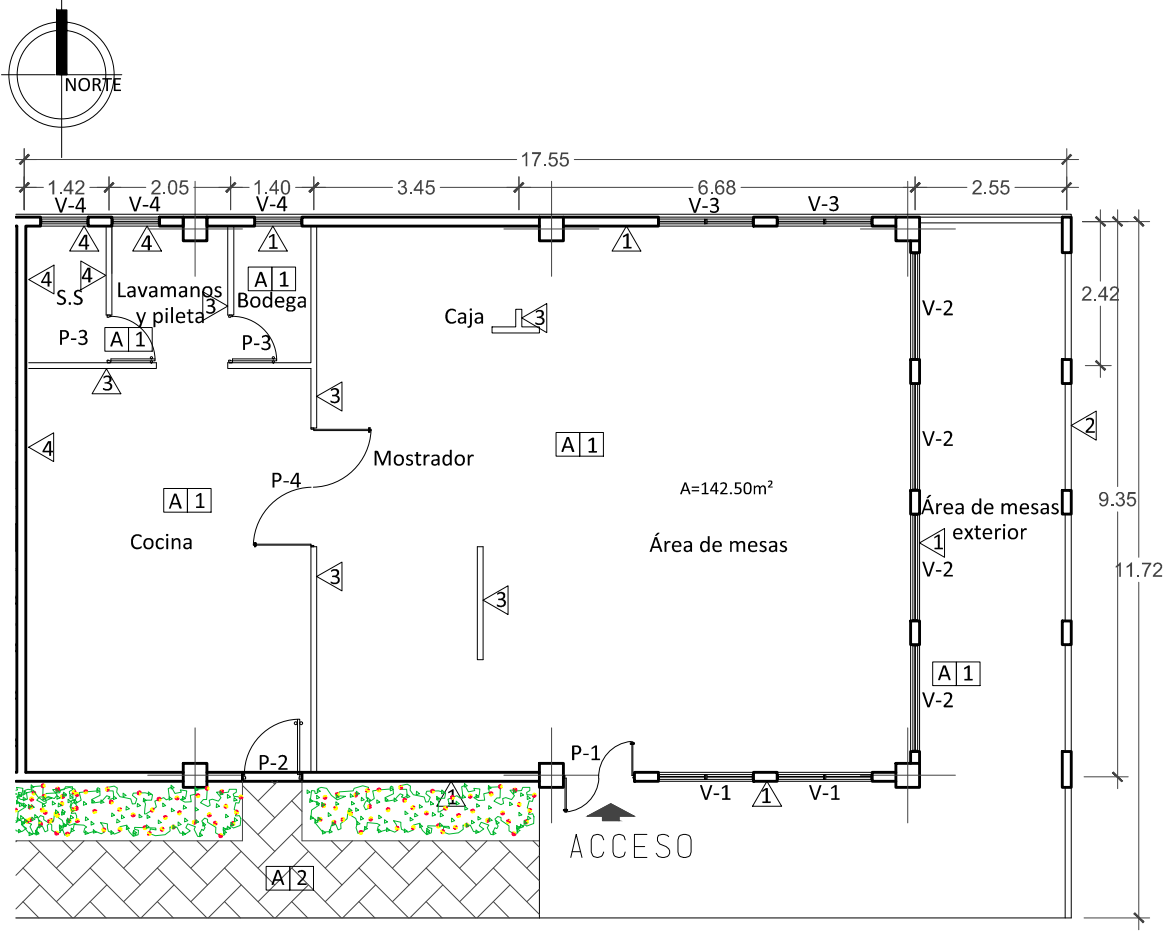 NORTE
17.55
1.42
2.05
1.40
3.45
6.68
2.55
V-4
V-4
V-4
V-3
V-3
4
4
1
1
4
4
S.S
Lavamanos
y pileta
3
A 1
Bodega
P-3
A 1
P-3
3
Caja
3
V-2
2.42
3
4
2
V-2
Mostrador
A 1
P-4
A 1
A=142.50m²
9.35
Cocina
Área de mesas
Área de mesas
exterior
1
3
3
V-2
11.72
A 1
V-2
P-2
P-1
1
V-1
1
V-1
ACCESO
A 2